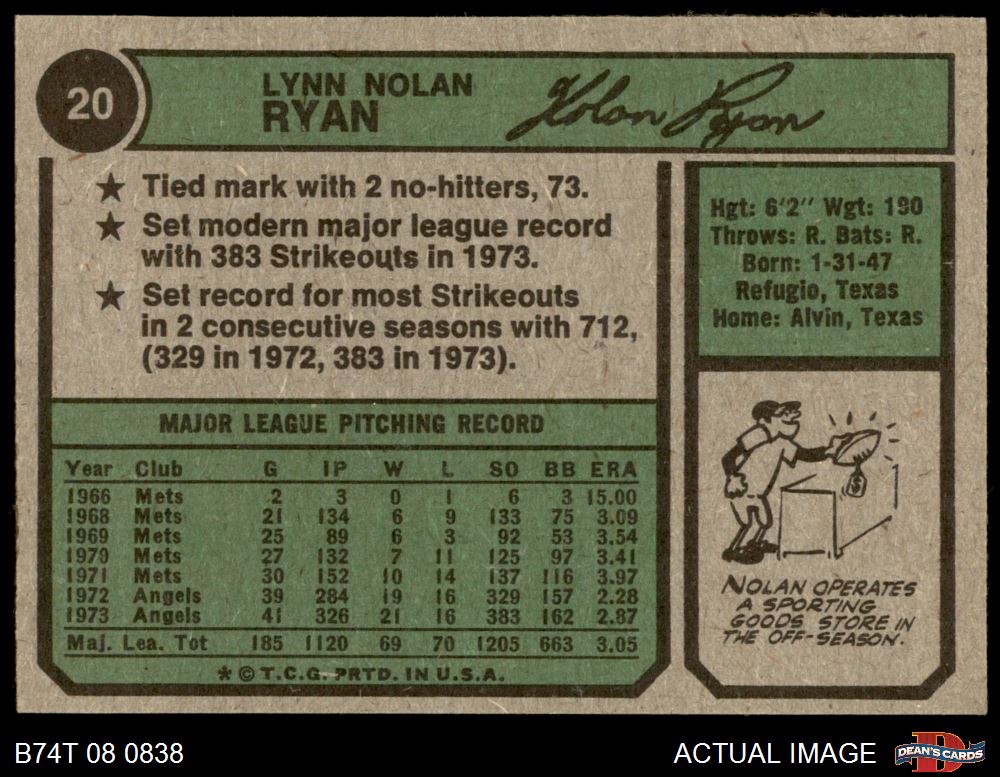 20
LYNN NOLAN
RYAN
Nolan Ryan
★ Tied mark with 2 no-hitters, 73.
★ Set modern major league record
with 383 Strikeouts in 1973.
★ Set record for most Strikeouts
in 2 consecutive seasons with 712,
(329 in 1972, 383 in 1973).
Hgt: 6'2" Wgt: 190
Throws: R. Bats: R.
Born: 1-31-47
Refugio, Texas
Home: Alvin, Texas
MAJOR LEAGUE PITCHING RECORD
Year Club G IP W L SO BB ERA
1966 Mets 2 3 0 1 6 3 15.00
1968 Mets 21 134 6 9 133 75 3.09
1969 Mets 25 89 6 3 92 53 3.54
1970 Mets 27 132 7 11 125 97 3.41
1971 Mets 30 152 10 14 137 116 3.97
1972 Angels 39 284 19 16 329 157 2.28
1973 Angels 41 326 21 16 383 162 2.87
Maj. Lea. Tot 185 1120 69 70 1205 663 3.05
* © T.C.G. PRTD. IN U.S.A.
$
NOLAN OPERATES
A SPORTING
GOODS STORE IN
THE OFF-SEASON.
B74T 08 0838
ACTUAL IMAGE
D
DEAN'S CARDS